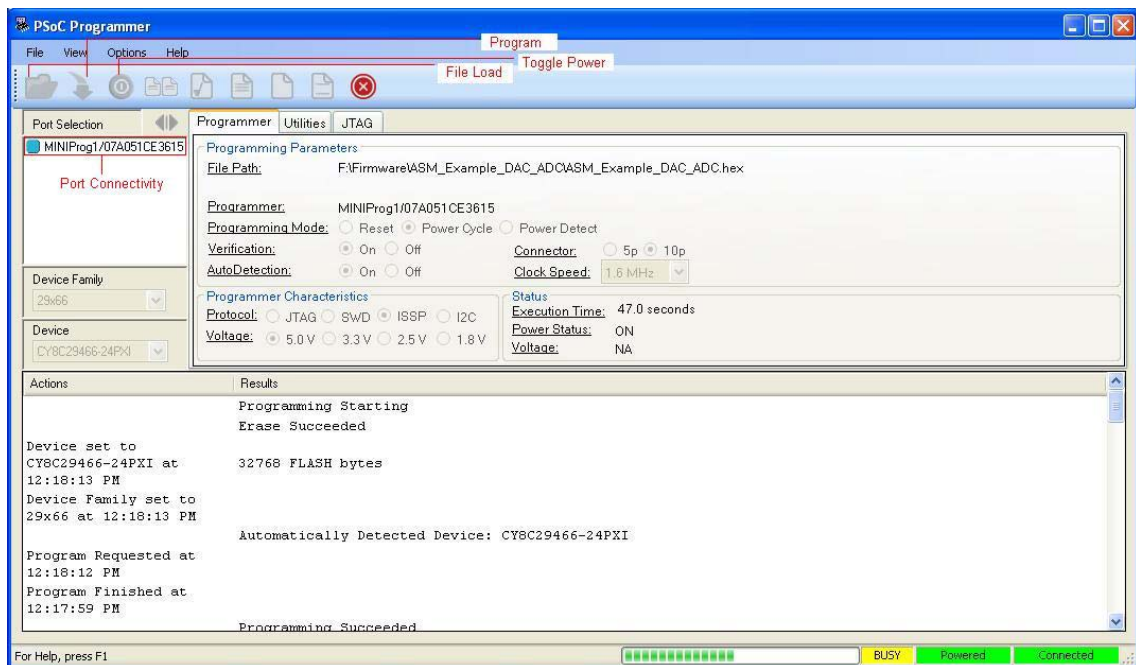 PSoC Programmer
File View Options Help
Program
Toggle Power
File Load
Port Selection
MINIProg1/07A051CE3615
Port Connectivity
Device Family
29x66
Device
CY8C29466-24PXI
Programmer Utilities JTAG
Programming Parameters
File Path: F:\Firmware\ASM_Example_DAC_ADC\ASM_Example_DAC_ADC.hex
Programmer: MINIProg1/07A051CE3615
Programming Mode: Reset Power Cycle Power Detect
Verification: On Off Connector: 5p 10p
AutoDetection: On Off Clock Speed: 1.6 MHz
Programmer Characteristics
Protocol: JTAG SWD ISSP I2C
Voltage: 5.0 V 3.3 V 2.5 V 1.8 V
Status
Execution Time: 47.0 seconds
Power Status: ON
Voltage: NA
Actions Results
Programming Starting
Erase Succeeded
Device set to
CY8C29466-24PXI at 32768 FLASH bytes
12:18:13 PM
Device Family set to
29x66 at 12:18:13 PM
Automatically Detected Device: CY8C29466-24PXI
Program Requested at
12:18:12 PM
Program Finished at
12:17:59 PM
Programming Succeeded
For Help, press F1 BUSY Powered Connected